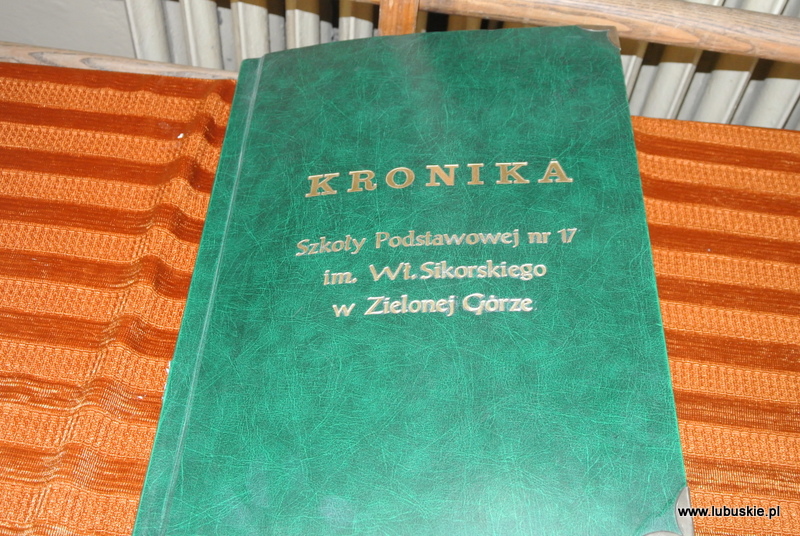 KRONIKA
Szkoły Podstawowej nr 17
im. Wł. Sikorskiego
w Zielonej Górze
www.lubuskie.pl